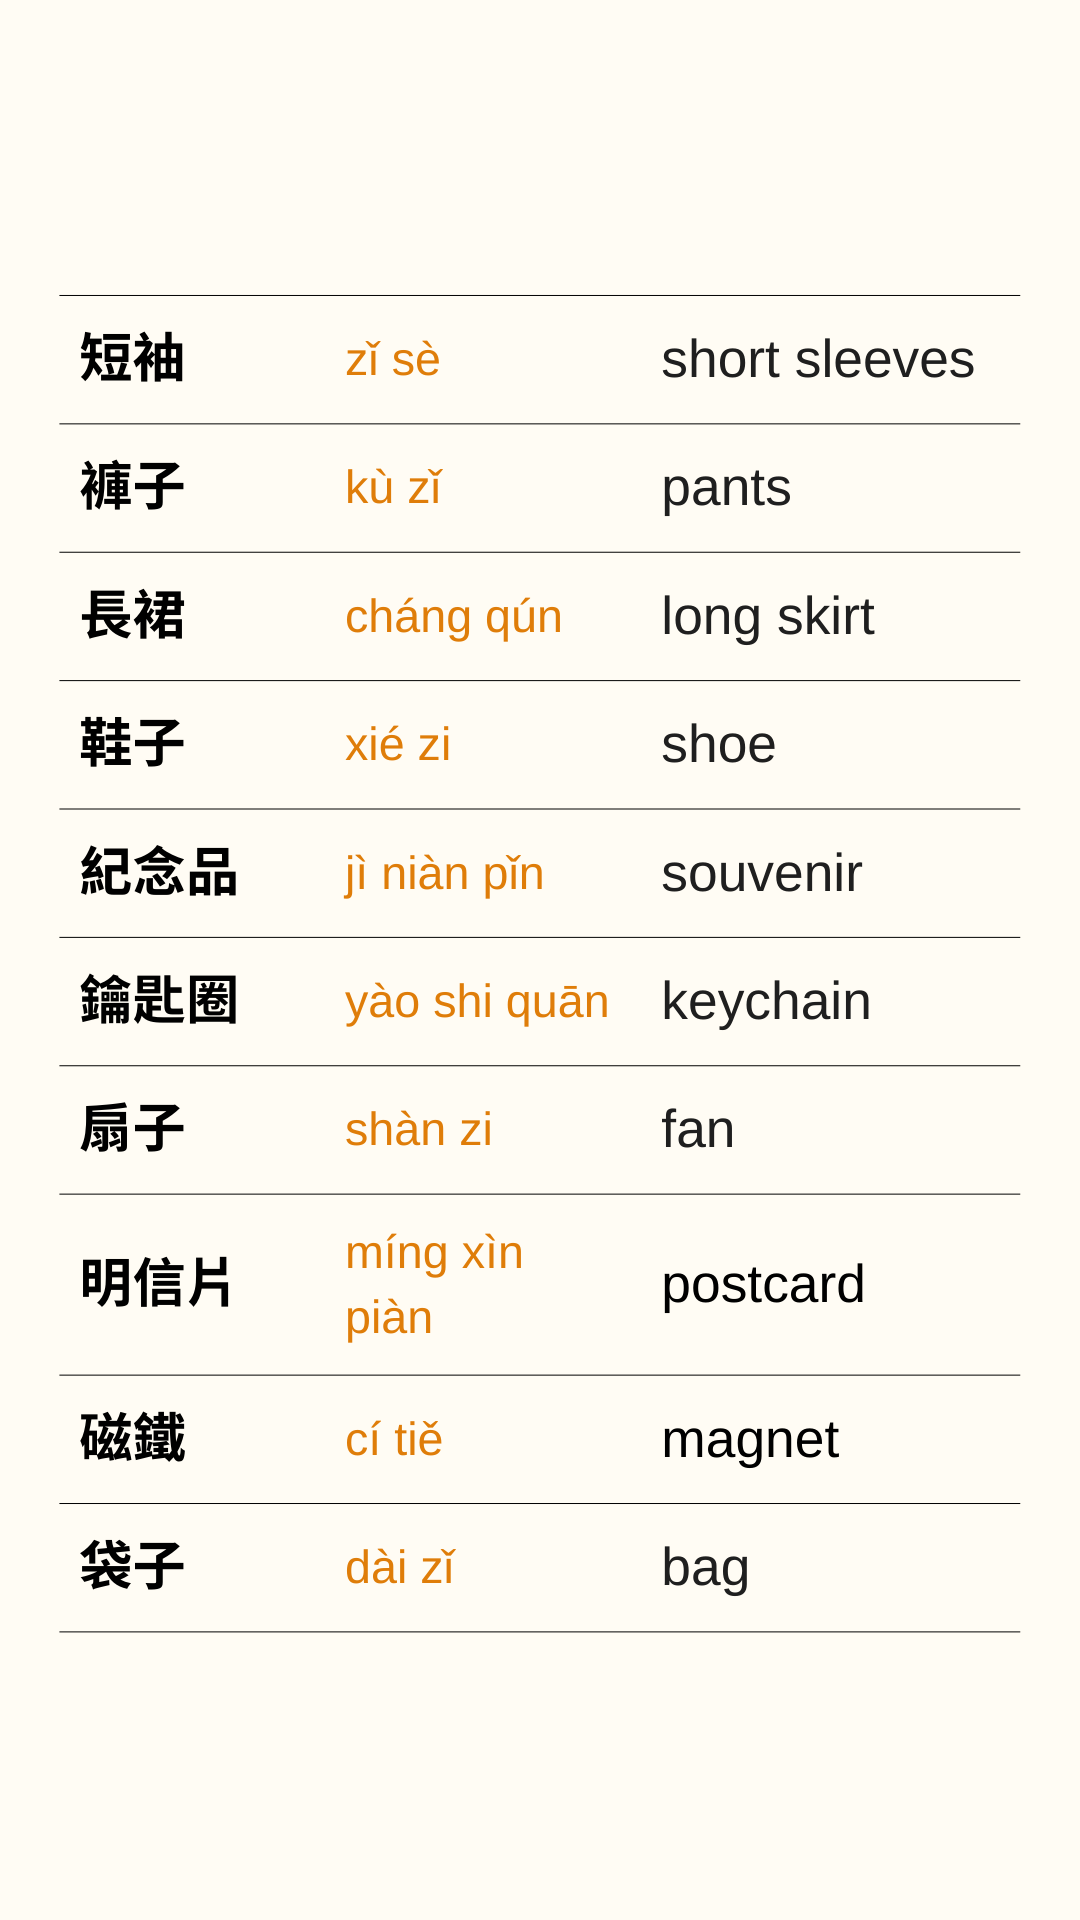 短袖 zǐ sè short sleeves
褲子 kù zǐ pants
長裙 cháng qún long skirt
鞋子 xié zi shoe
紀念品 jì niàn pǐn souvenir
鑰匙圈 yào shi quān keychain
扇子 shàn zi fan
明信片 míng xìn piàn postcard
磁鐵 cí tiě magnet
袋子 dài zǐ bag